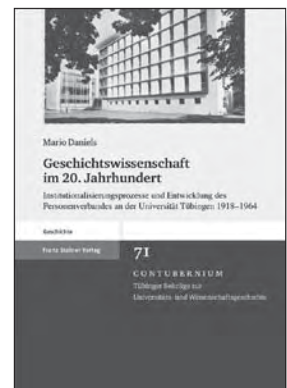 Mario Daniels
Geschichtswissenschaft
im 20. Jahrhundert
Institutionalisierungsprozesse und Entwicklung des
Personenverbandes an der Universität Tübingen 1918–1964
Geschichte
Franz Steiner Verlag
71
CONTUBERNIUM
Tübinger Beiträge zur
Universitäts- und Wissenschaftsgeschichte